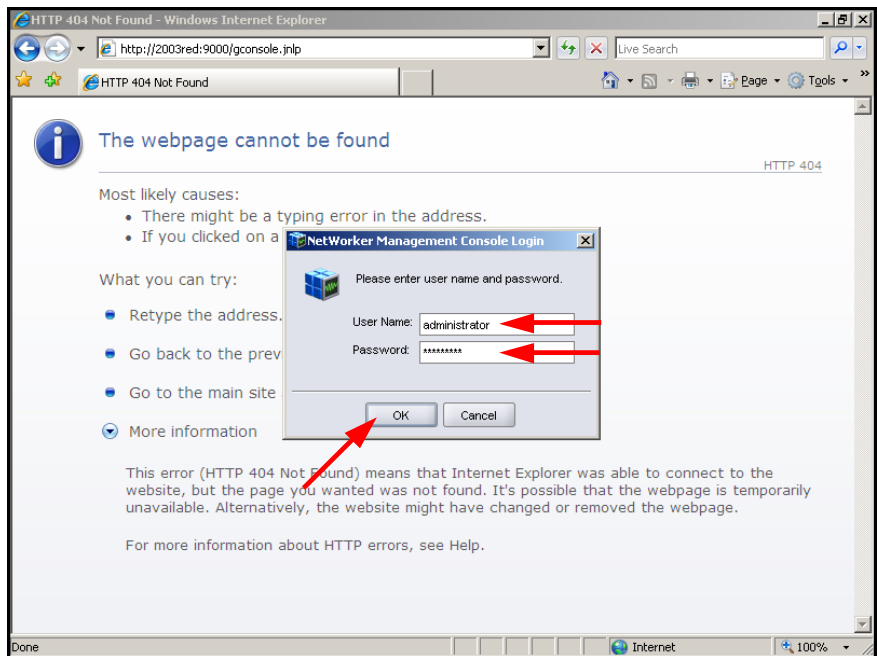 HTTP 404 Not Found - Windows Internet Explorer
http://2003red:9000/gconsole.jnlp
Live Search
HTTP 404 Not Found
Page
Tools
The webpage cannot be found
HTTP 404
Most likely causes:
There might be a typing error in the address.
If you clicked on a
What you can try:
Retype the address.
Go back to the prev
Go to the main site
More information
NetWorker Management Console Login
Please enter user name and password.
User Name: administrator
Password: *********
OK Cancel
This error (HTTP 404 Not Found) means that Internet Explorer was able to connect to the
website, but the page you wanted was not found. It's possible that the webpage is temporarily
unavailable. Alternatively, the website might have changed or removed the webpage.
For more information about HTTP errors, see Help.
Done
Internet
100%